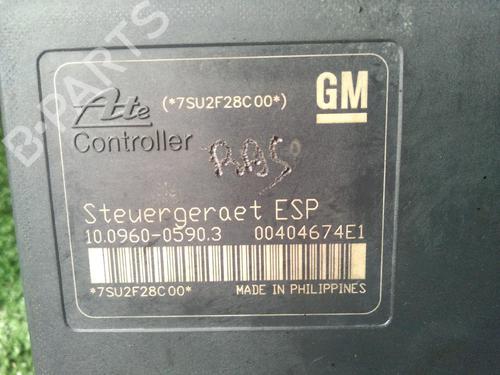 Ate (*7SU2F28C00*) GM
Controller
Steuergeraet ESP
10.0960-0590.3 00404674E1
*7SU2F28C00* MADE IN PHILIPPINES
B-PARTS